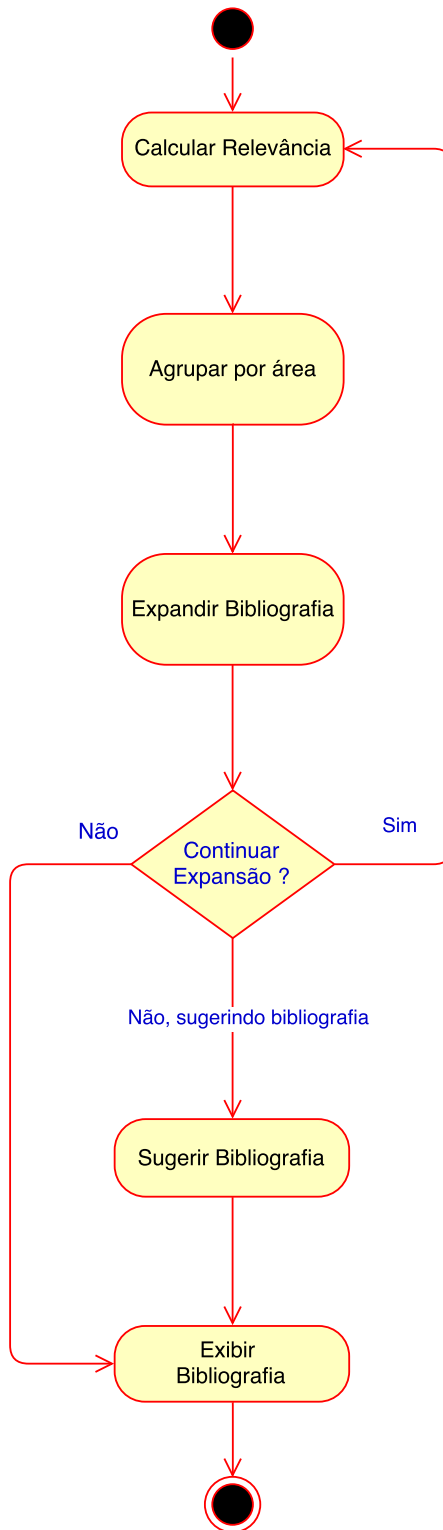 Calcular Relevância
Agrupar por área
Expandir Bibliografia
Não
Sim
Continuar
Expansão ?
Não, sugerindo bibliografia
Sugerir Bibliografia
Exibir
Bibliografia